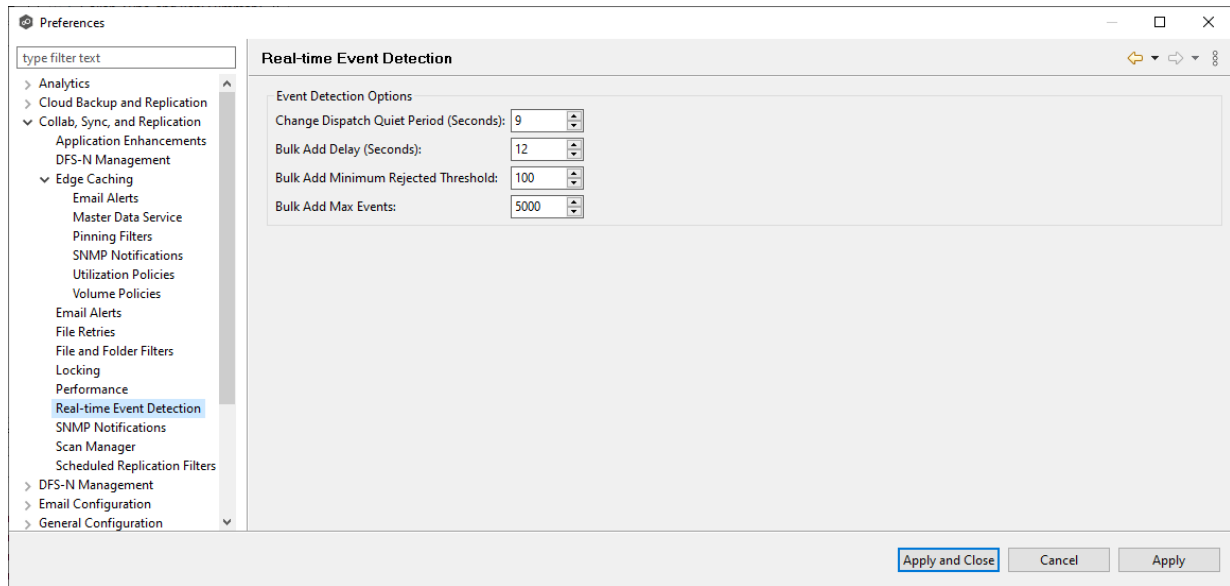 Preferences
type filter text
Analytics
Cloud Backup and Replication
Collab, Sync, and Replication
Application Enhancements
DFS-N Management
Edge Caching
Email Alerts
Master Data Service
Pinning Filters
SNMP Notifications
Utilization Policies
Volume Policies
Email Alerts
File Retries
File and Folder Filters
Locking
Performance
Real-time Event Detection
SNMP Notifications
Scan Manager
Scheduled Replication Filters
DFS-N Management
Email Configuration
General Configuration
Real-time Event Detection
Event Detection Options
Change Dispatch Quiet Period (Seconds): 9
Bulk Add Delay (Seconds): 12
Bulk Add Minimum Rejected Threshold: 100
Bulk Add Max Events: 5000
Apply and Close Cancel Apply